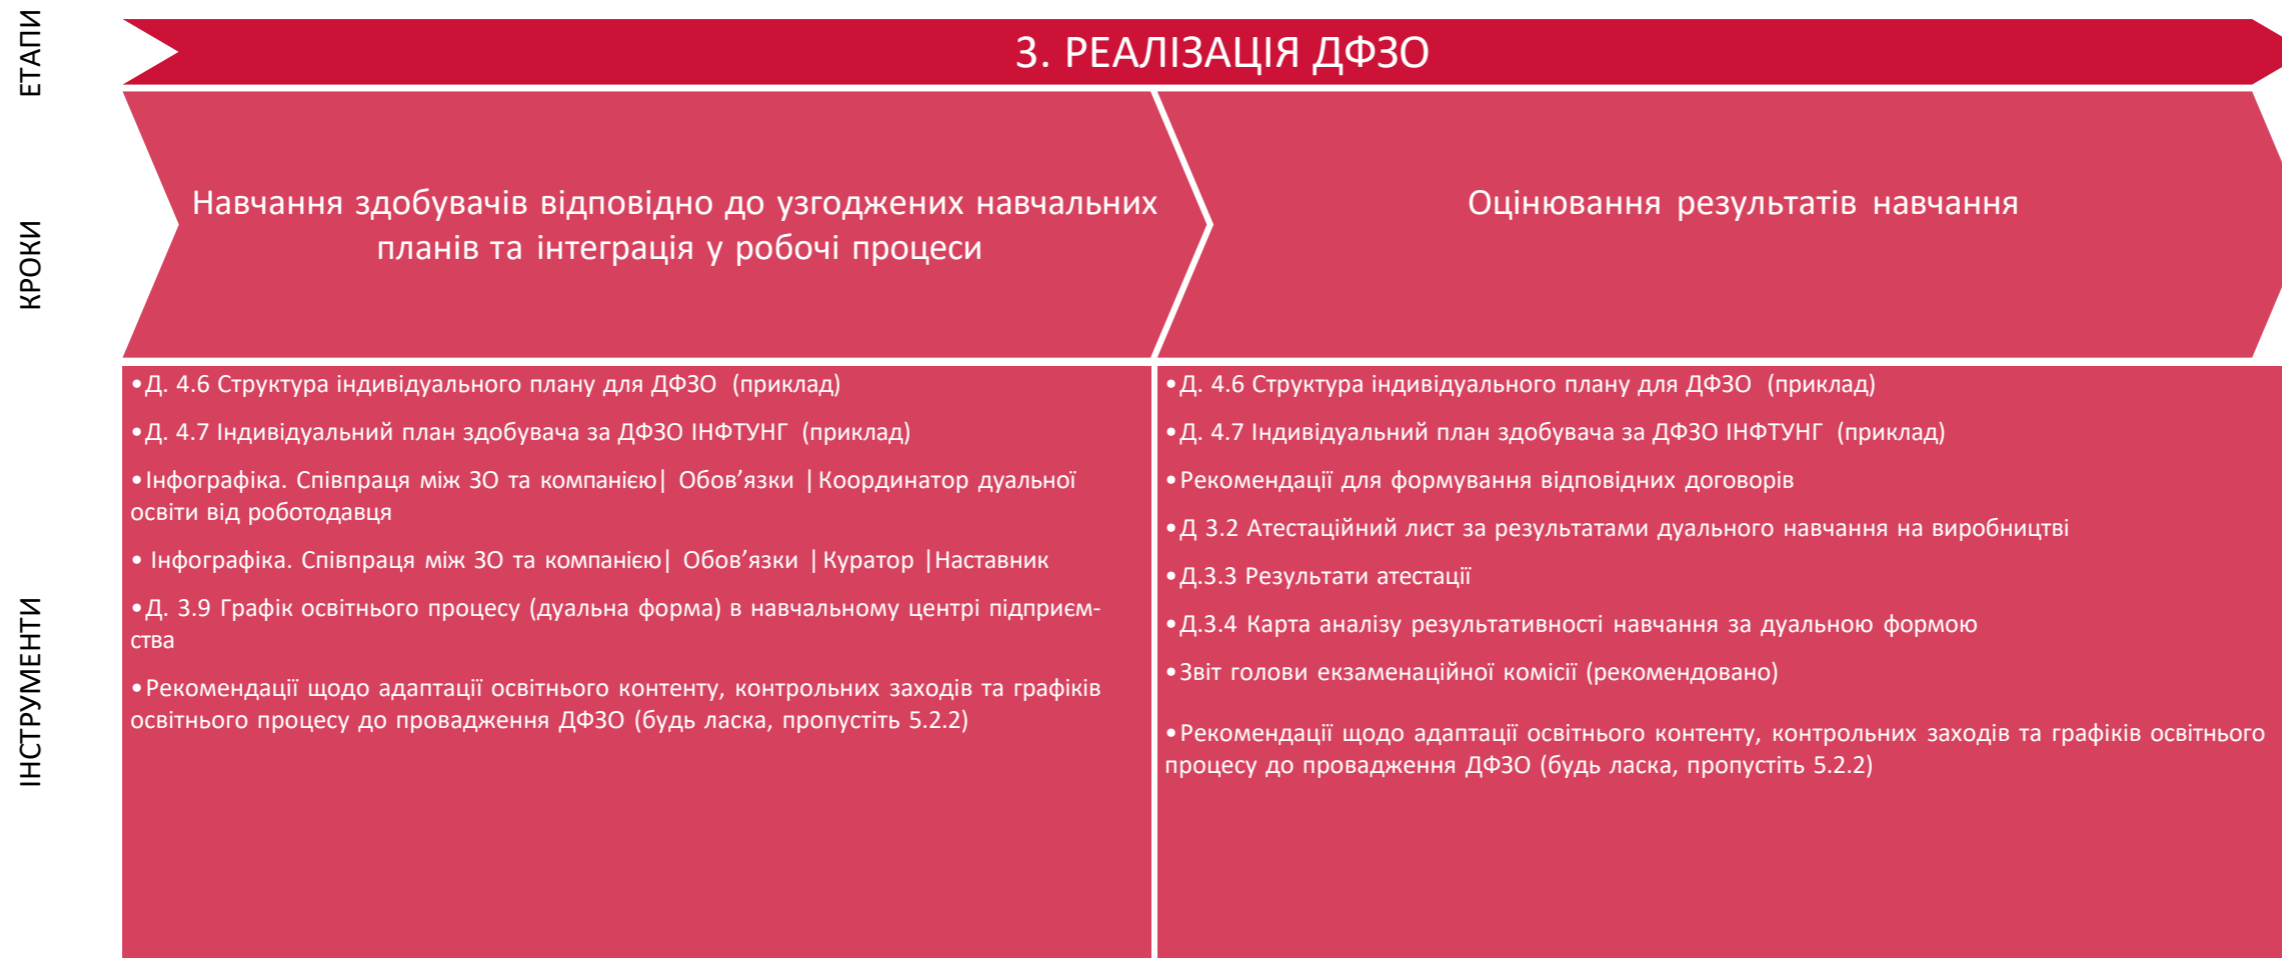 ЕТАПИ
3. РЕАЛІЗАЦІЯ ДФЗО
КРОКИ
Навчання здобувачів відповідно до узгоджених навчальних
планів та інтеграція у робочі процеси
Оцінювання результатів навчання
ІНСТРУМЕНТИ
•Д. 4.6 Структура індивідуального плану для ДФЗО (приклад)
•Д. 4.7 Індивідуальний план здобувача за ДФЗО ІНФТУНГ (приклад)
•Інфографіка. Співпраця між ЗО та компанією| Обов’язки |Координатор дуальної
освіти від роботодавця
• Інфографіка. Співпраця між ЗО та компанією| Обов’язки |Куратор |Наставник
•Д. 3.9 Графік освітнього процесу (дуальна форма) в навчальному центрі підприєм-
ства
•Рекомендації щодо адаптації освітнього контенту, контрольних заходів та графіків
освітнього процесу до провадження ДФЗО (будь ласка, пропустіть 5.2.2)
•Д. 4.6 Структура індивідуального плану для ДФЗО (приклад)
•Д. 4.7 Індивідуальний план здобувача за ДФЗО ІНФТУНГ (приклад)
•Рекомендації для формування відповідних договорів
•Д 3.2 Атестаційний лист за результатами дуального навчання на виробництві
•Д.3.3 Результати атестації
•Д.3.4 Карта аналізу результативності навчання за дуальною формою
•Звіт голови екзаменаційної комісії (рекомендовано)
•Рекомендації щодо адаптації освітнього контенту, контрольних заходів та графіків освітнього
процесу до провадження ДФЗО (будь ласка, пропустіть 5.2.2)